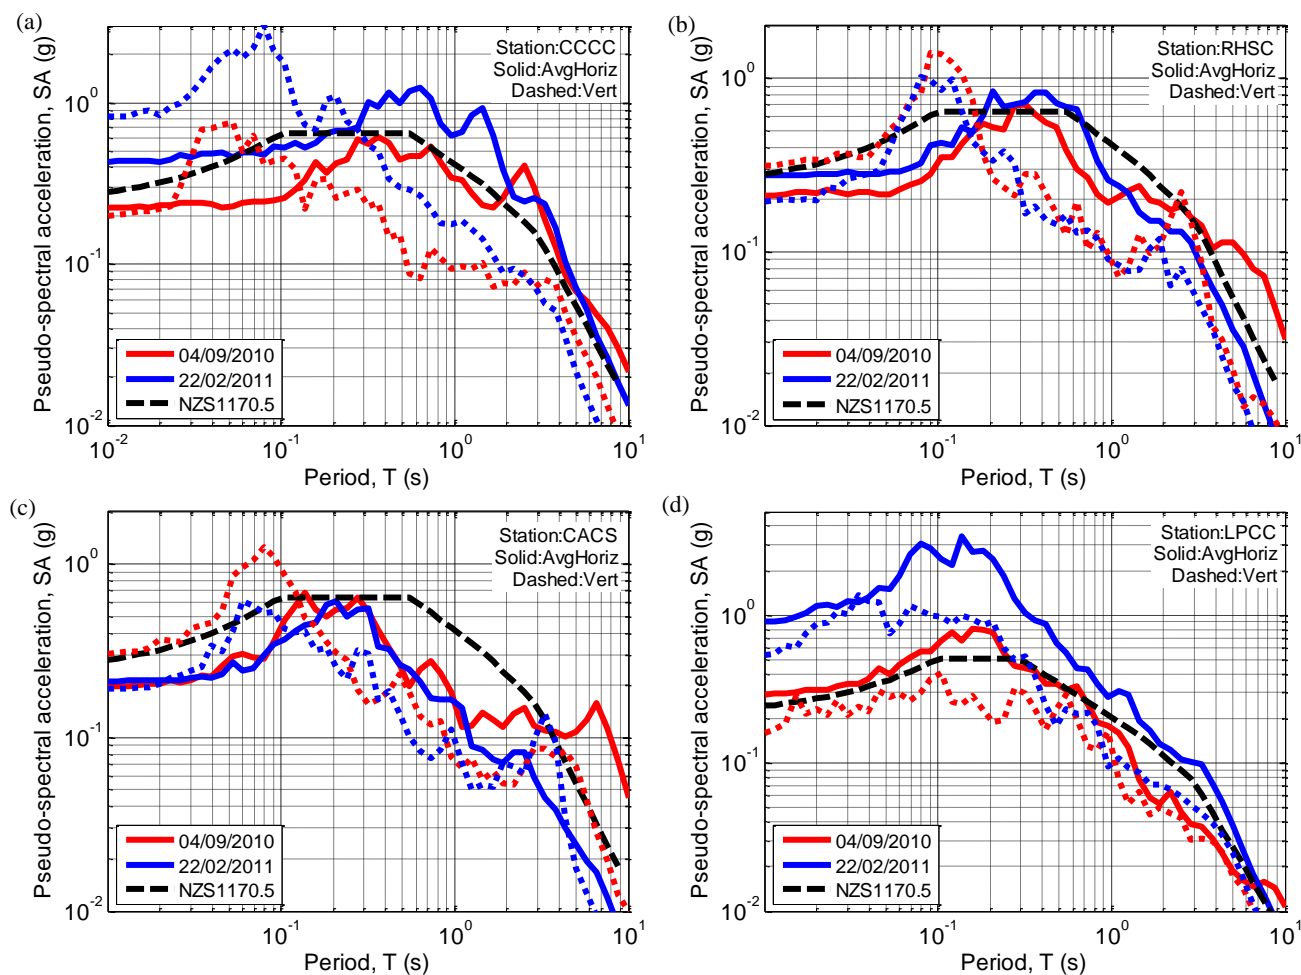 (a)
Pseudo-spectral acceleration, SA (g)
10^0
10^-1
10^-2
Station:CCCC
Solid:AvgHoriz
Dashed:Vert
04/09/2010
22/02/2011
NZS1170.5
10^-2 10^-1 10^0 10^1
Period, T (s)
(b)
Pseudo-spectral acceleration, SA (g)
10^0
10^-1
10^-2
Station:RHSC
Solid:AvgHoriz
Dashed:Vert
04/09/2010
22/02/2011
NZS1170.5
10^-1 10^0 10^1
Period, T (s)
(c)
Pseudo-spectral acceleration, SA (g)
10^0
10^-1
10^-2
Station:CACS
Solid:AvgHoriz
Dashed:Vert
04/09/2010
22/02/2011
NZS1170.5
10^-1 10^0 10^1
Period, T (s)
(d)
Pseudo-spectral acceleration, SA (g)
10^0
10^-1
10^-2
Station:LPCC
Solid:AvgHoriz
Dashed:Vert
04/09/2010
22/02/2011
NZS1170.5
10^-1 10^0 10^1
Period, T (s)